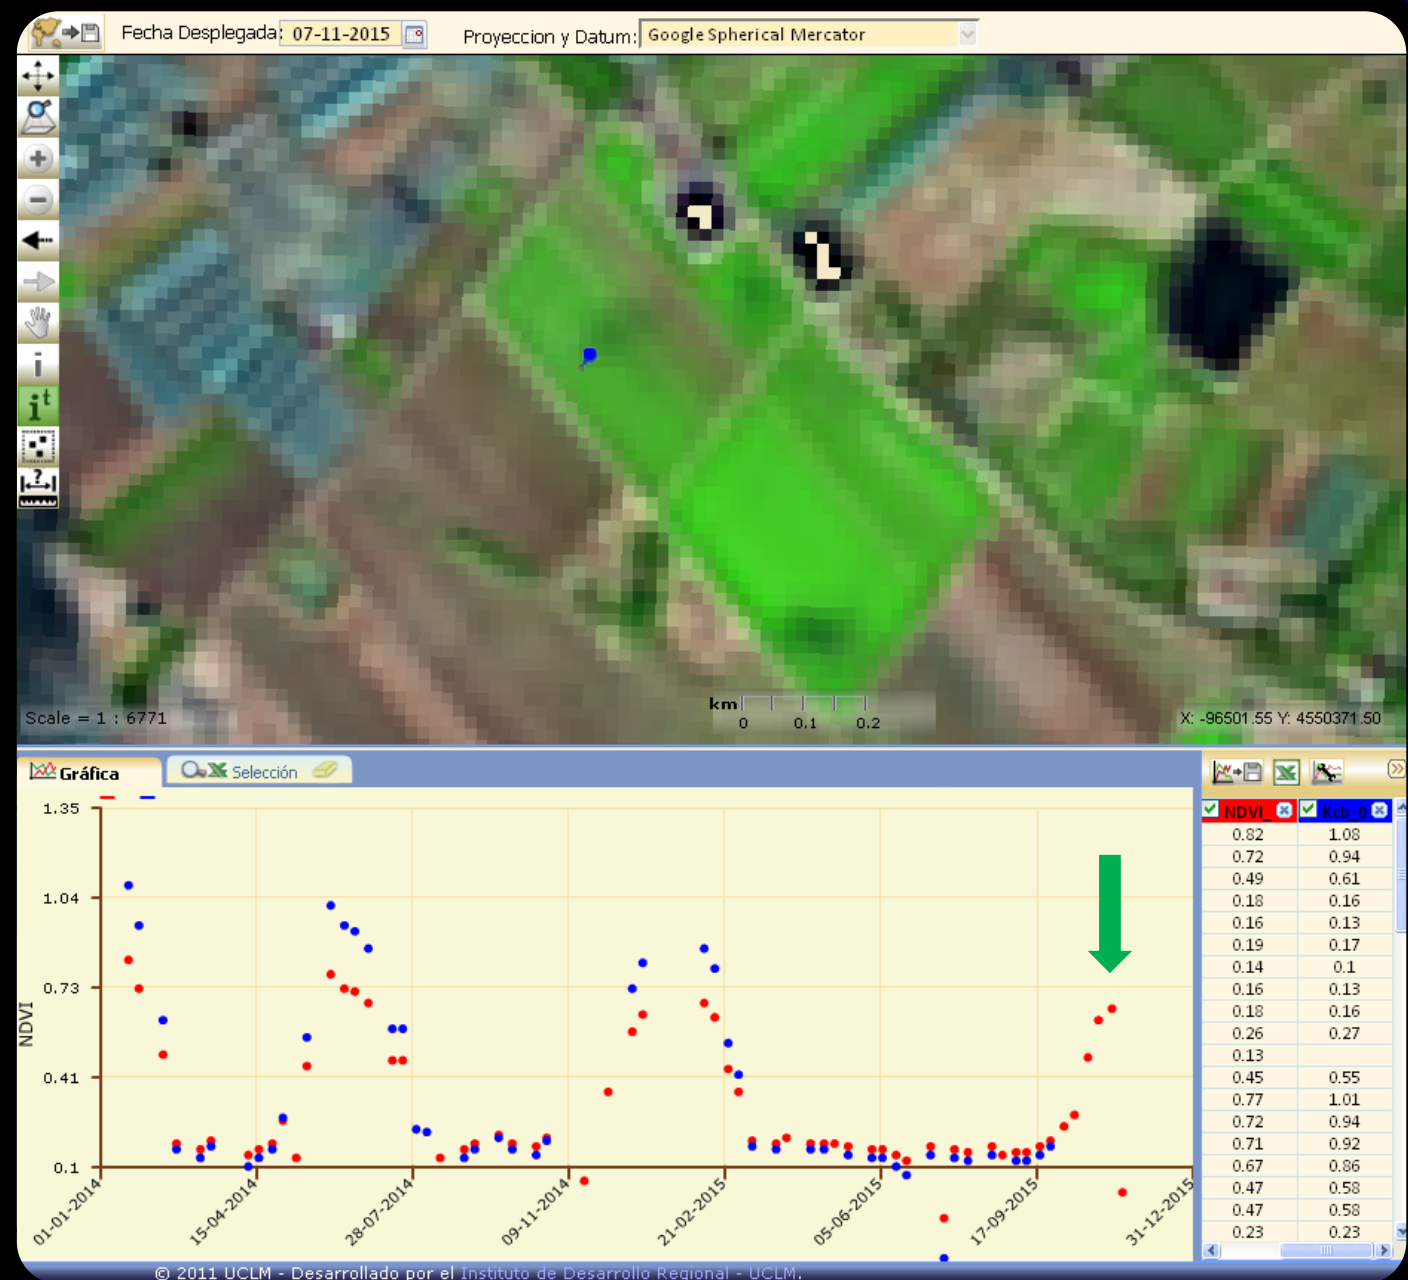 Fecha Desplegada: 07-11-2015 Proyeccion y Datum: Google Spherical Mercator
i
it
?
km
0 0.1 0.2
Scale = 1 : 6771
X: -96501.55 Y: 4550371.50
Gráfica Selección
NDVI_ Kcb_0
0.82 1.08
0.72 0.94
0.49 0.61
0.18 0.16
0.16 0.13
0.19 0.17
0.14 0.1
0.16 0.13
0.18 0.16
0.26 0.27
0.13
0.45 0.55
0.77 1.01
0.72 0.94
0.71 0.92
0.67 0.86
0.47 0.58
0.47 0.58
0.23 0.23
NDVI
1.35
1.04
0.73
0.41
0.1
01-01-2014 15-04-2014 28-07-2014 09-11-2014 21-02-2015 05-06-2015 17-09-2015 31-12-2015
© 2011 UCLM - Desarrollado por el Instituto de Desarrollo Regional - UCLM.